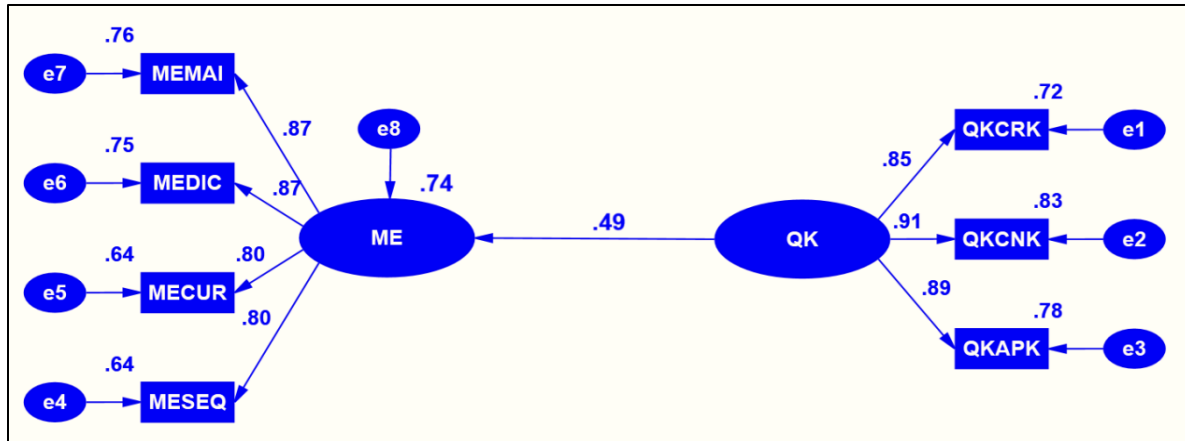 .76
e7 MEMAI
.87
.75
e6 MEDIC
.87
.64
e5 MECUR
.80
.64
e4 MESEQ
.80
e8
ME
.74
.49
QK
.85
.72
QKCRK e1
.91
.83
QKCNK e2
.89
.78
QKAPK e3